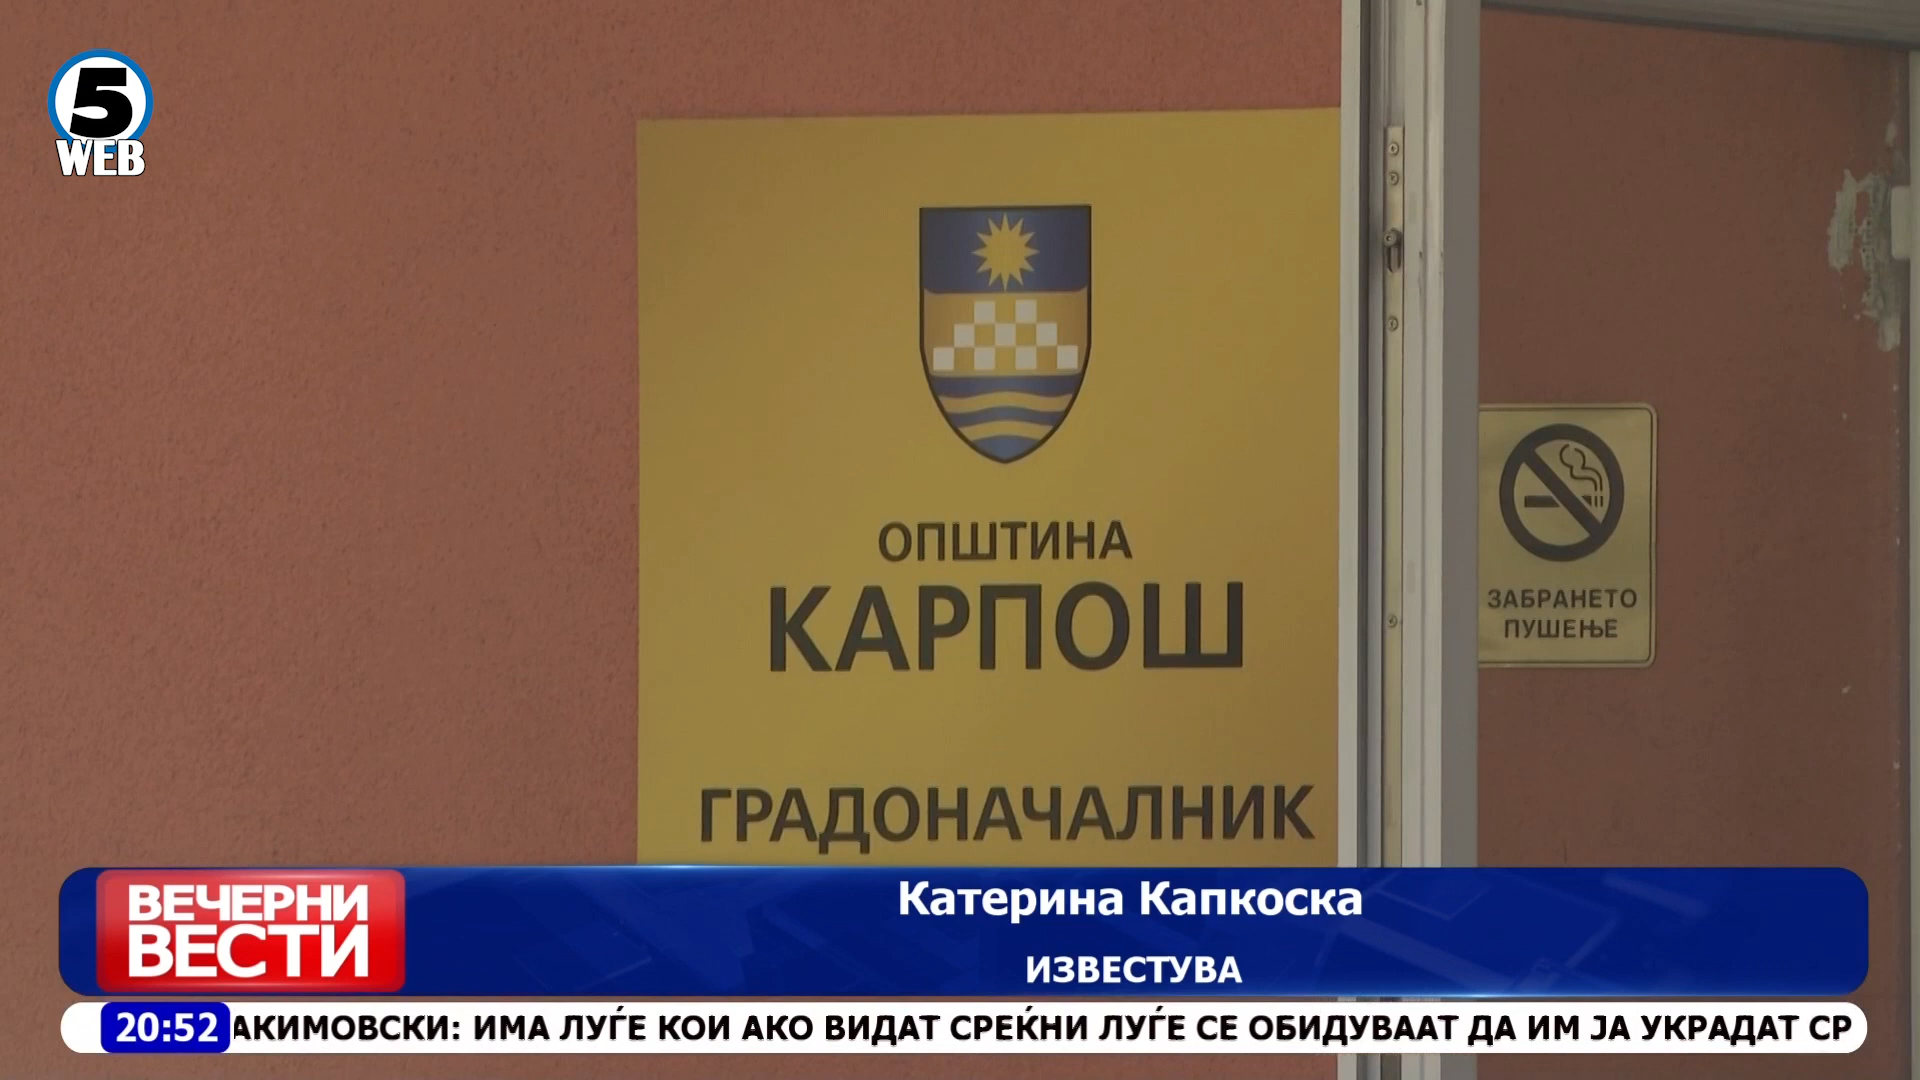 5
WEB
ОПШТИНА
КАРПОШ
ГРАДОНАЧАЛНИК
ЗАБРАНЕТО
ПУШЕЊЕ
ВЕЧЕРНИ
ВЕСТИ
Катерина Капкоска
ИЗВЕСТУВА
20:52
АКИМОВСКИ: ИМА ЛУЃЕ КОИ АКО ВИДАТ СРЕЌНИ ЛУЃЕ СЕ ОБИДУВААТ ДА ИМ ЈА УКРАДАТ СР